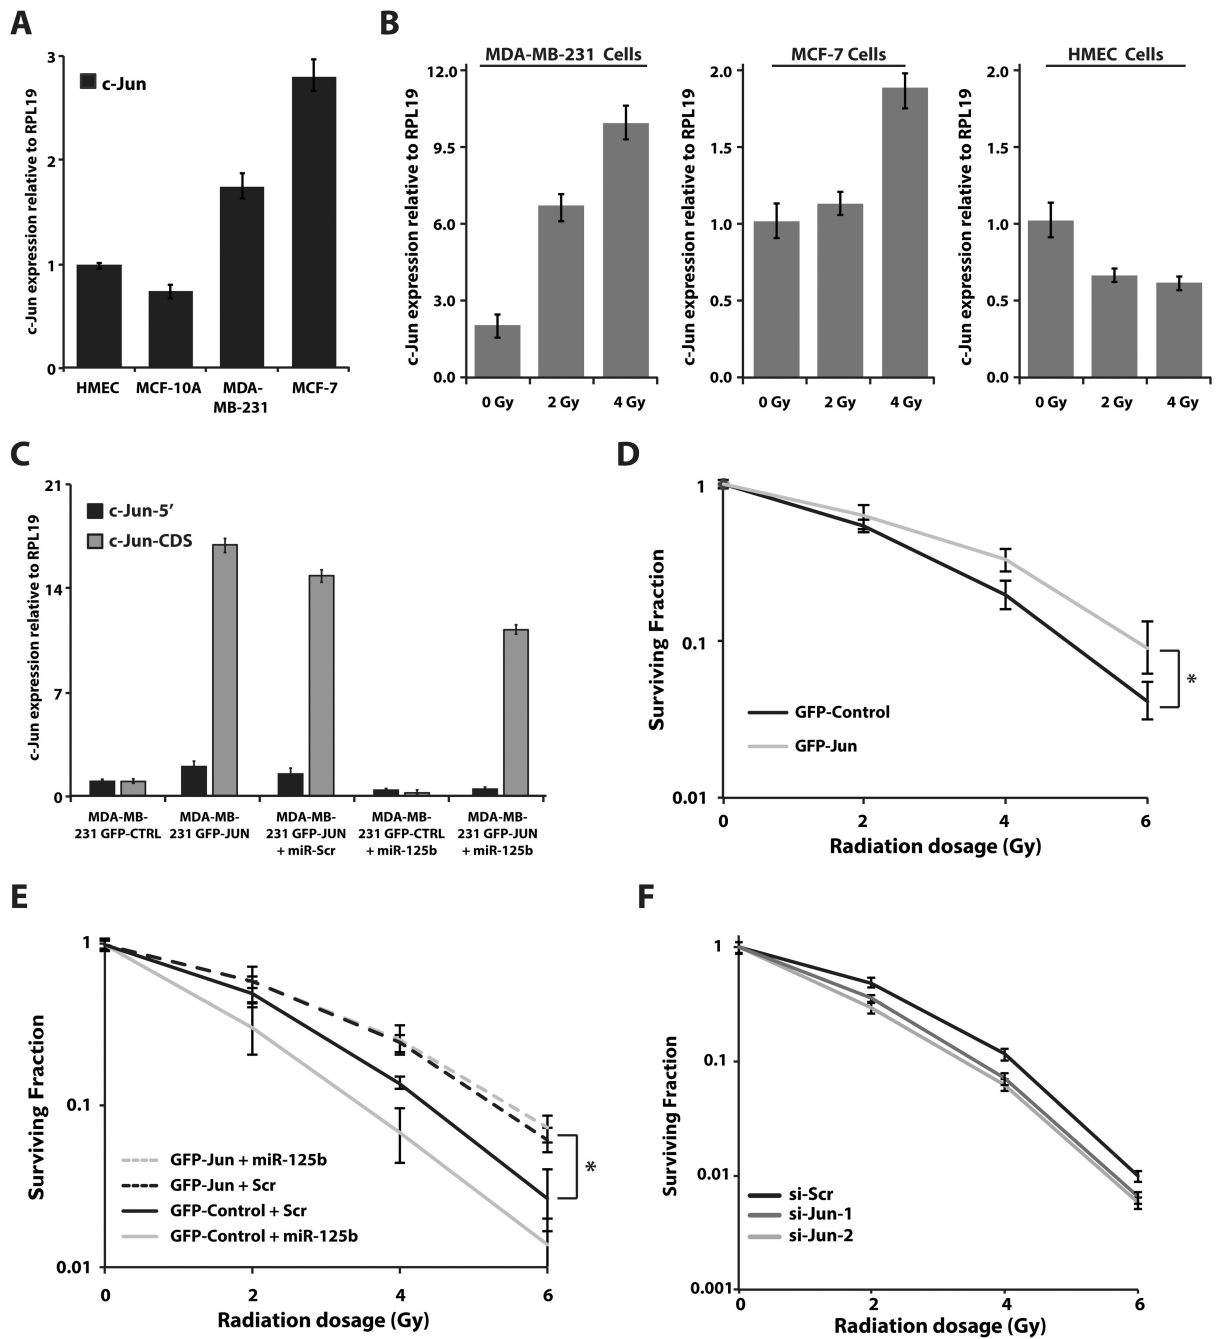 A
c-Jun expression relative to RPL19
3
2
1
0
c-Jun
HMEC
MCF-10A
MDA-
MB-231
MCF-7
B
MDA-MB-231 Cells
c-Jun expression relative to RPL19
12.0
9.5
6.0
3.0
0.0
0 Gy
2 Gy
4 Gy
MCF-7 Cells
c-Jun expression relative to RPL19
2.0
1.5
1.0
0.5
0.0
0 Gy
2 Gy
4 Gy
HMEC Cells
c-Jun expression relative to RPL19
2.0
1.5
1.0
0.5
0.0
0 Gy
2 Gy
4 Gy
C
c-Jun expression relative to RPL19
21
14
7
0
c-Jun-5′
c-Jun-CDS
MDA-MB-
231 GFP-CTRL
MDA-MB-
231 GFP-JUN
MDA-MB-
231 GFP-JUN
+ miR-Scr
MDA-MB-
231 GFP-CTRL
+ miR-125b
MDA-MB-
231 GFP-JUN
+ miR-125b
D
Surviving Fraction
1
0.1
0.01
GFP-Control
GFP-Jun
*
0
2
4
6
Radiation dosage (Gy)
E
Surviving Fraction
1
0.1
0.01
GFP-Jun + miR-125b
GFP-Jun + Scr
GFP-Control + Scr
GFP-Control + miR-125b
*
0
2
4
6
Radiation dosage (Gy)
F
Surviving Fraction
1
0.1
0.01
0.001
si-Scr
si-Jun-1
si-Jun-2
0
2
4
6
Radiation dosage (Gy)